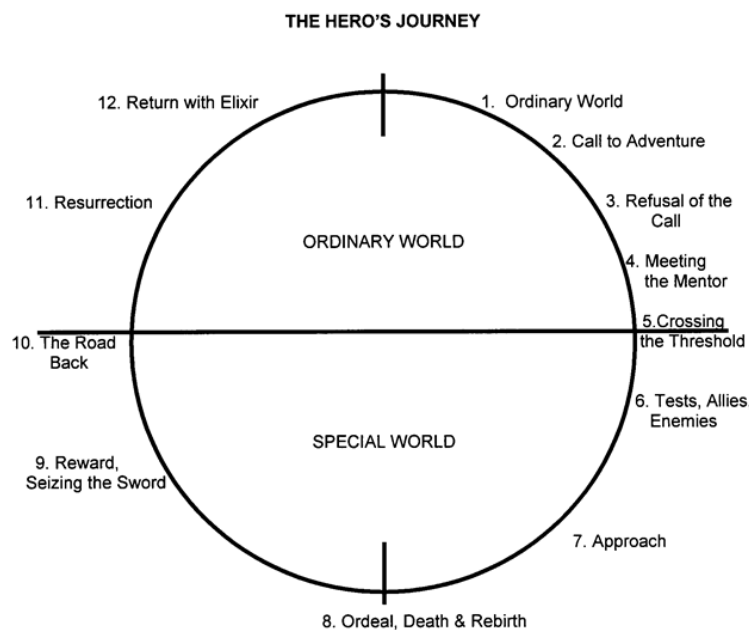 THE HERO'S JOURNEY
12. Return with Elixir
1. Ordinary World
2. Call to Adventure
11. Resurrection
3. Refusal of the
Call
ORDINARY WORLD
4. Meeting
the Mentor
5.Crossing
the Threshold
10. The Road
Back
6. Tests, Allies
Enemies
SPECIAL WORLD
9. Reward,
Seizing the Sword
7. Approach
8. Ordeal, Death & Rebirth